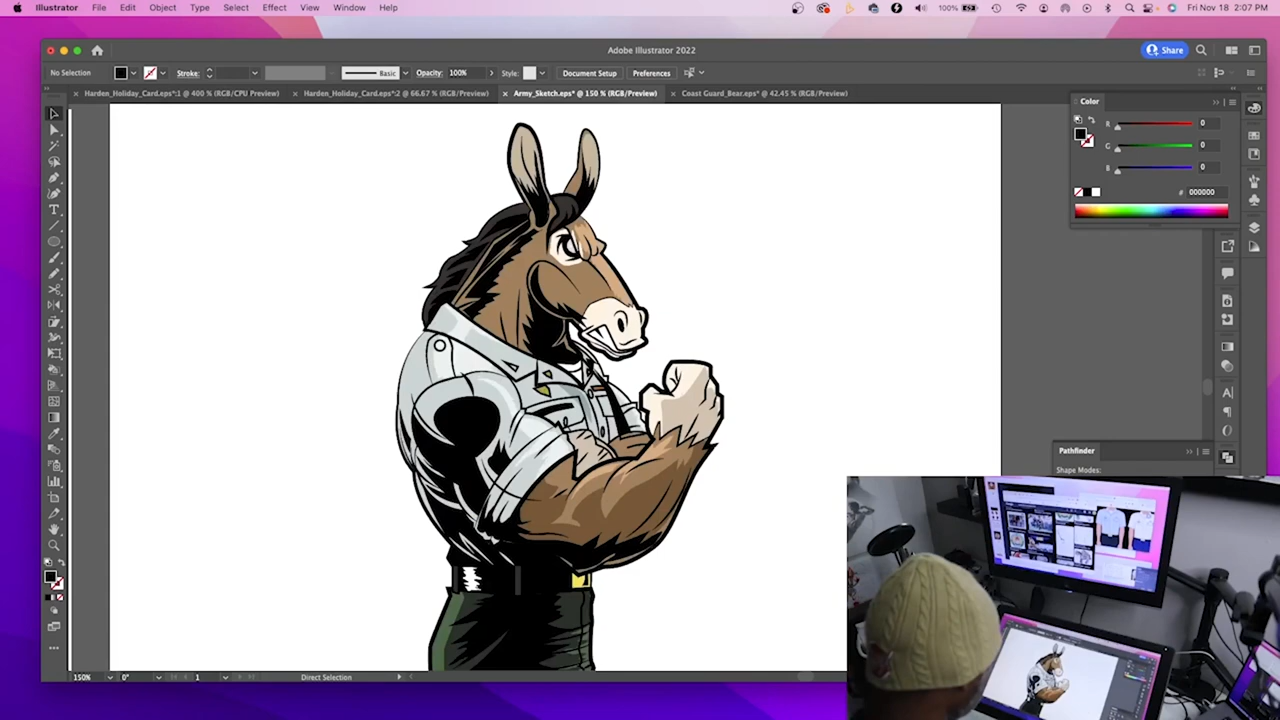 Illustrator File Edit Object Type Select Effect View Window Help 100% Fri Nov 18 2:07 PM
Adobe Illustrator 2022
Share
No Selection Stroke: Basic Opacity: 100% Style: Document Setup Preferences
Harden_Holiday_Card.eps*:1 @ 400 % (RGB/CPU Preview) Harden_Holiday_Card.eps*:2 @ 66.67 % (RGB/Preview) Army_Sketch.eps* @ 150 % (RGB/Preview) Coast Guard_Bear.eps* @ 42.45 % (RGB/Preview)
Color
R 0
G 0
B 0
# 000000
Pathfinder
Shape Modes:
150% 0° 1 Direct Selection